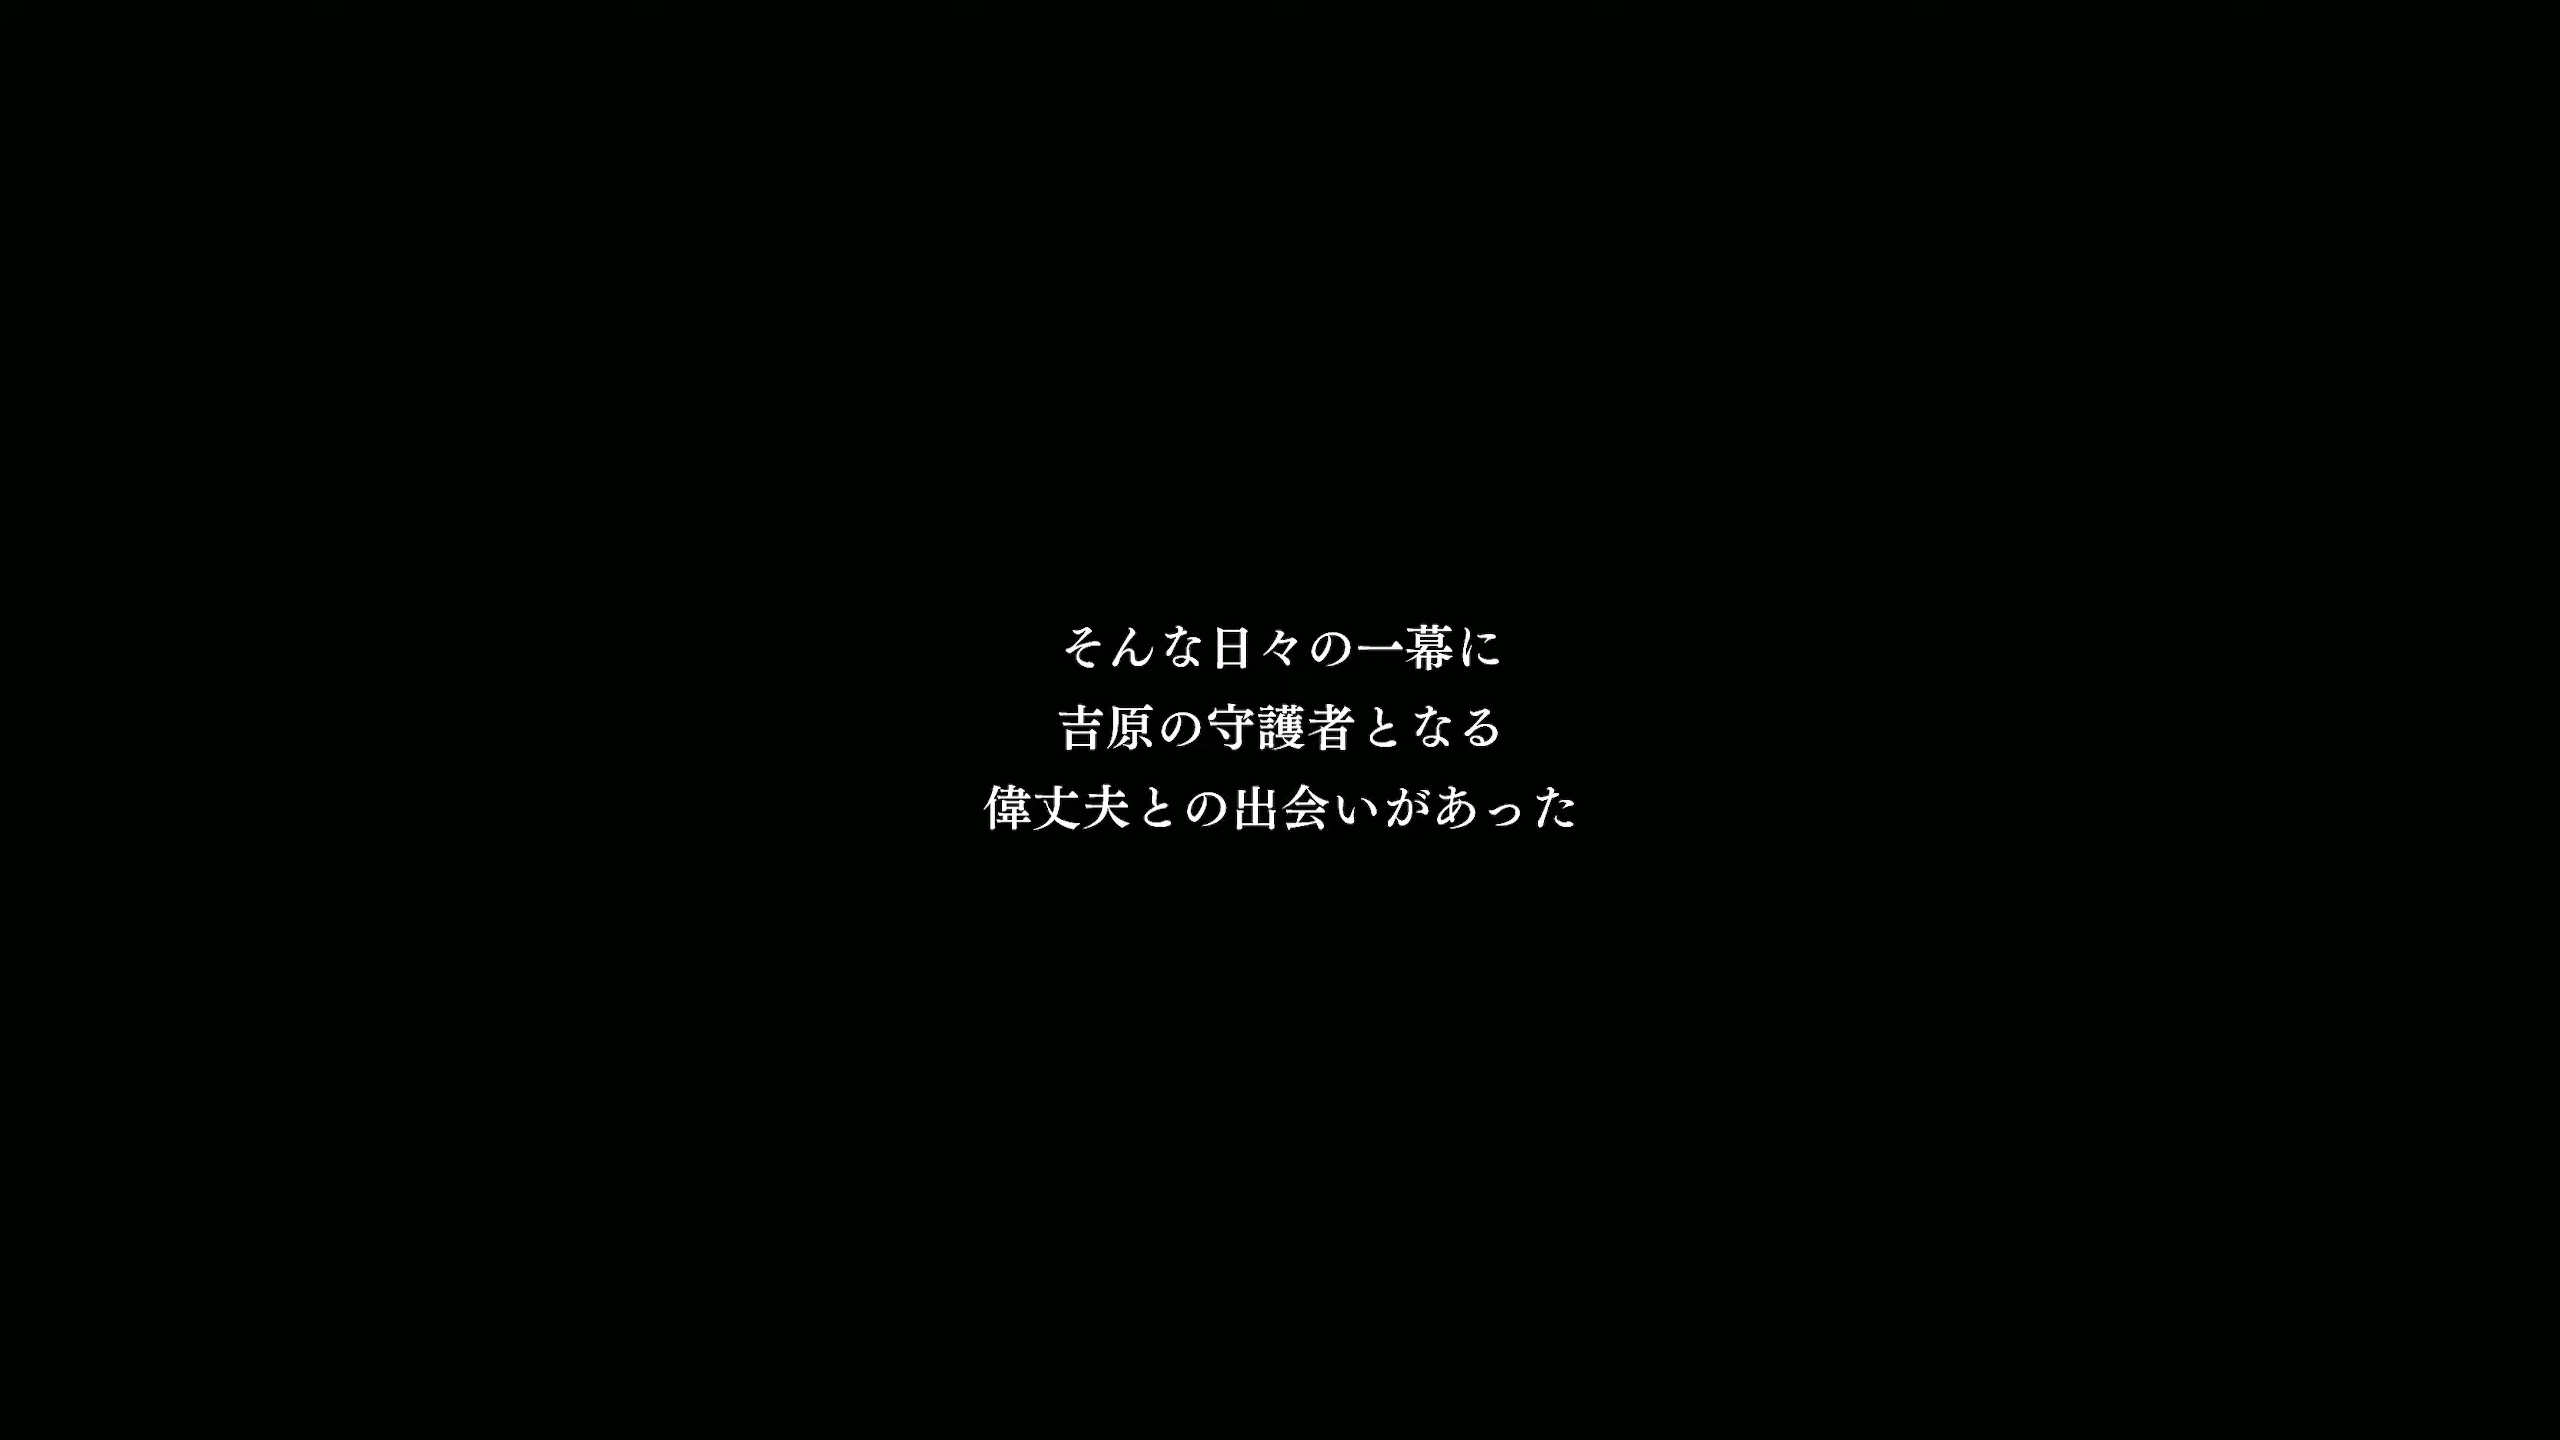 そんな日々の一幕に
吉原の守護者となる
偉丈夫との出会いがあった